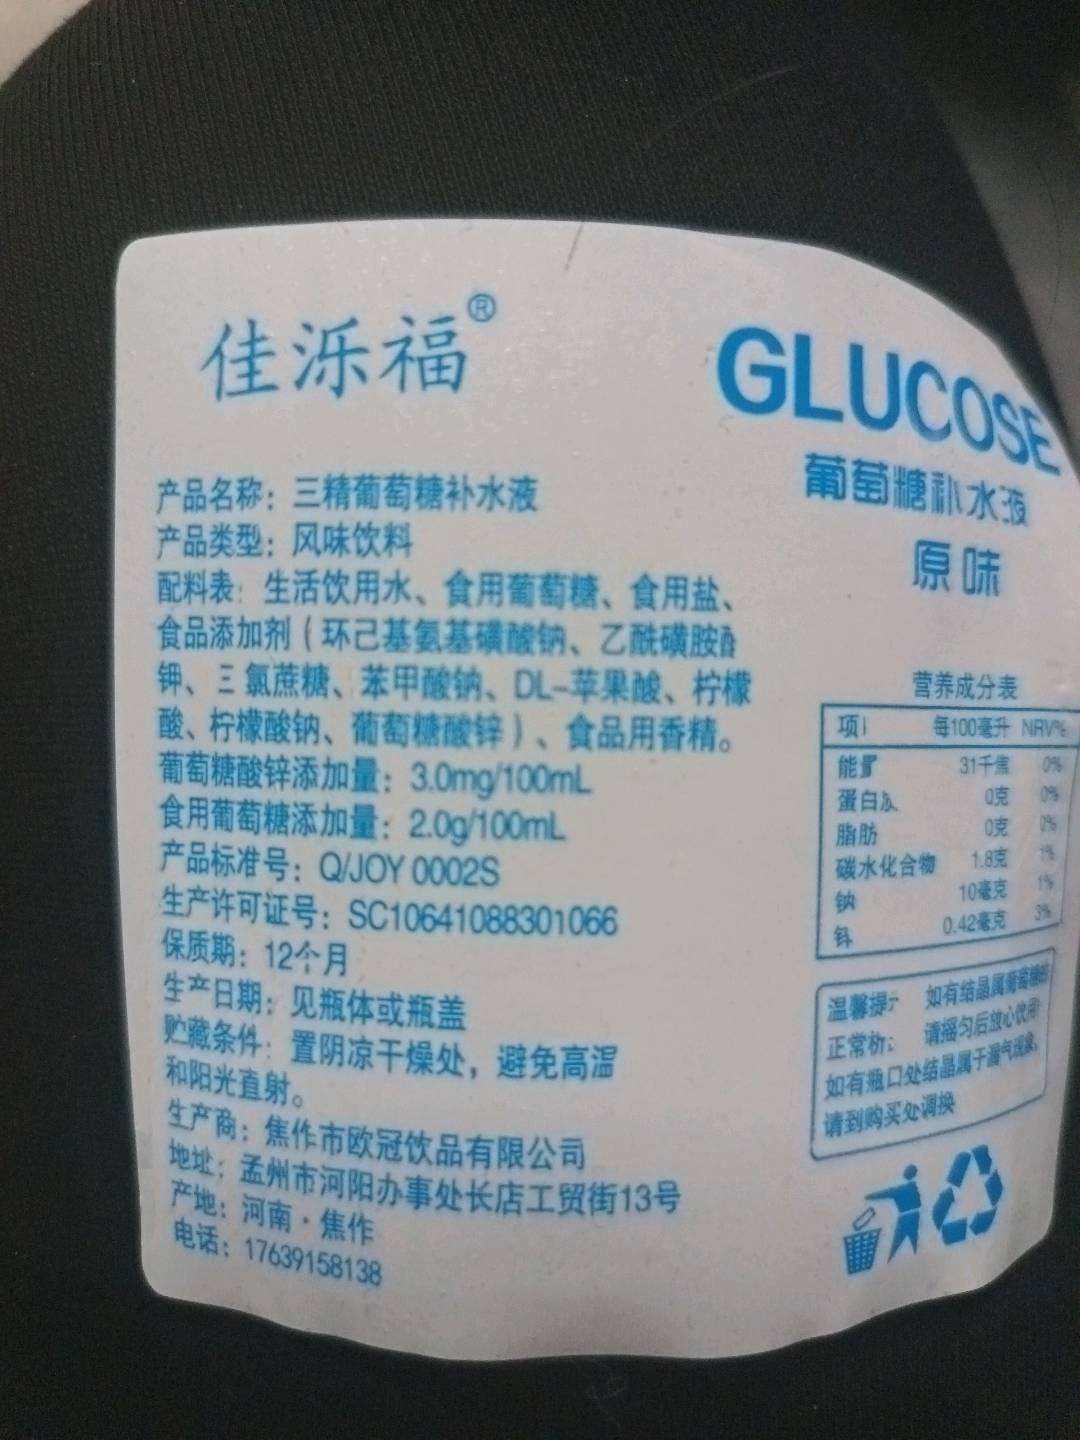 佳泺福®
产品名称：三精葡萄糖补水液
产品类型：风味饮料
配料表：生活饮用水、食用葡萄糖、食用盐、
食品添加剂（环己基氨基磺酸钠、乙酰磺胺酸
钾、三氯蔗糖、苯甲酸钠、DL-苹果酸、柠檬
酸、柠檬酸钠、葡萄糖酸锌）、食品用香精。
葡萄糖酸锌添加量：3.0mg/100mL
食用葡萄糖添加量：2.0g/100mL
产品标准号：Q/JOY 0002S
生产许可证号：SC10641088301066
保质期：12个月
生产日期：见瓶体或瓶盖
贮藏条件：置阴凉干燥处，避免高温
和阳光直射。
生产商：焦作市欧冠饮品有限公司
地址：孟州市河阳办事处长店工贸街13号
产地：河南·焦作
电话：17639158138
GLUCOSE
葡萄糖补水液
原味
营养成分表
项 每100毫升 NRV%
能量 31千焦 0%
蛋白 0克 0%
脂肪 0克 0%
碳水化合物 1.8克 1%
钠 10毫克 1%
锌 0.42毫克 3%
温馨提示 如有结晶属葡萄糖
正常析 请摇匀后放心饮用
如有瓶口处结晶属于漏气现象，
请到购买处调换